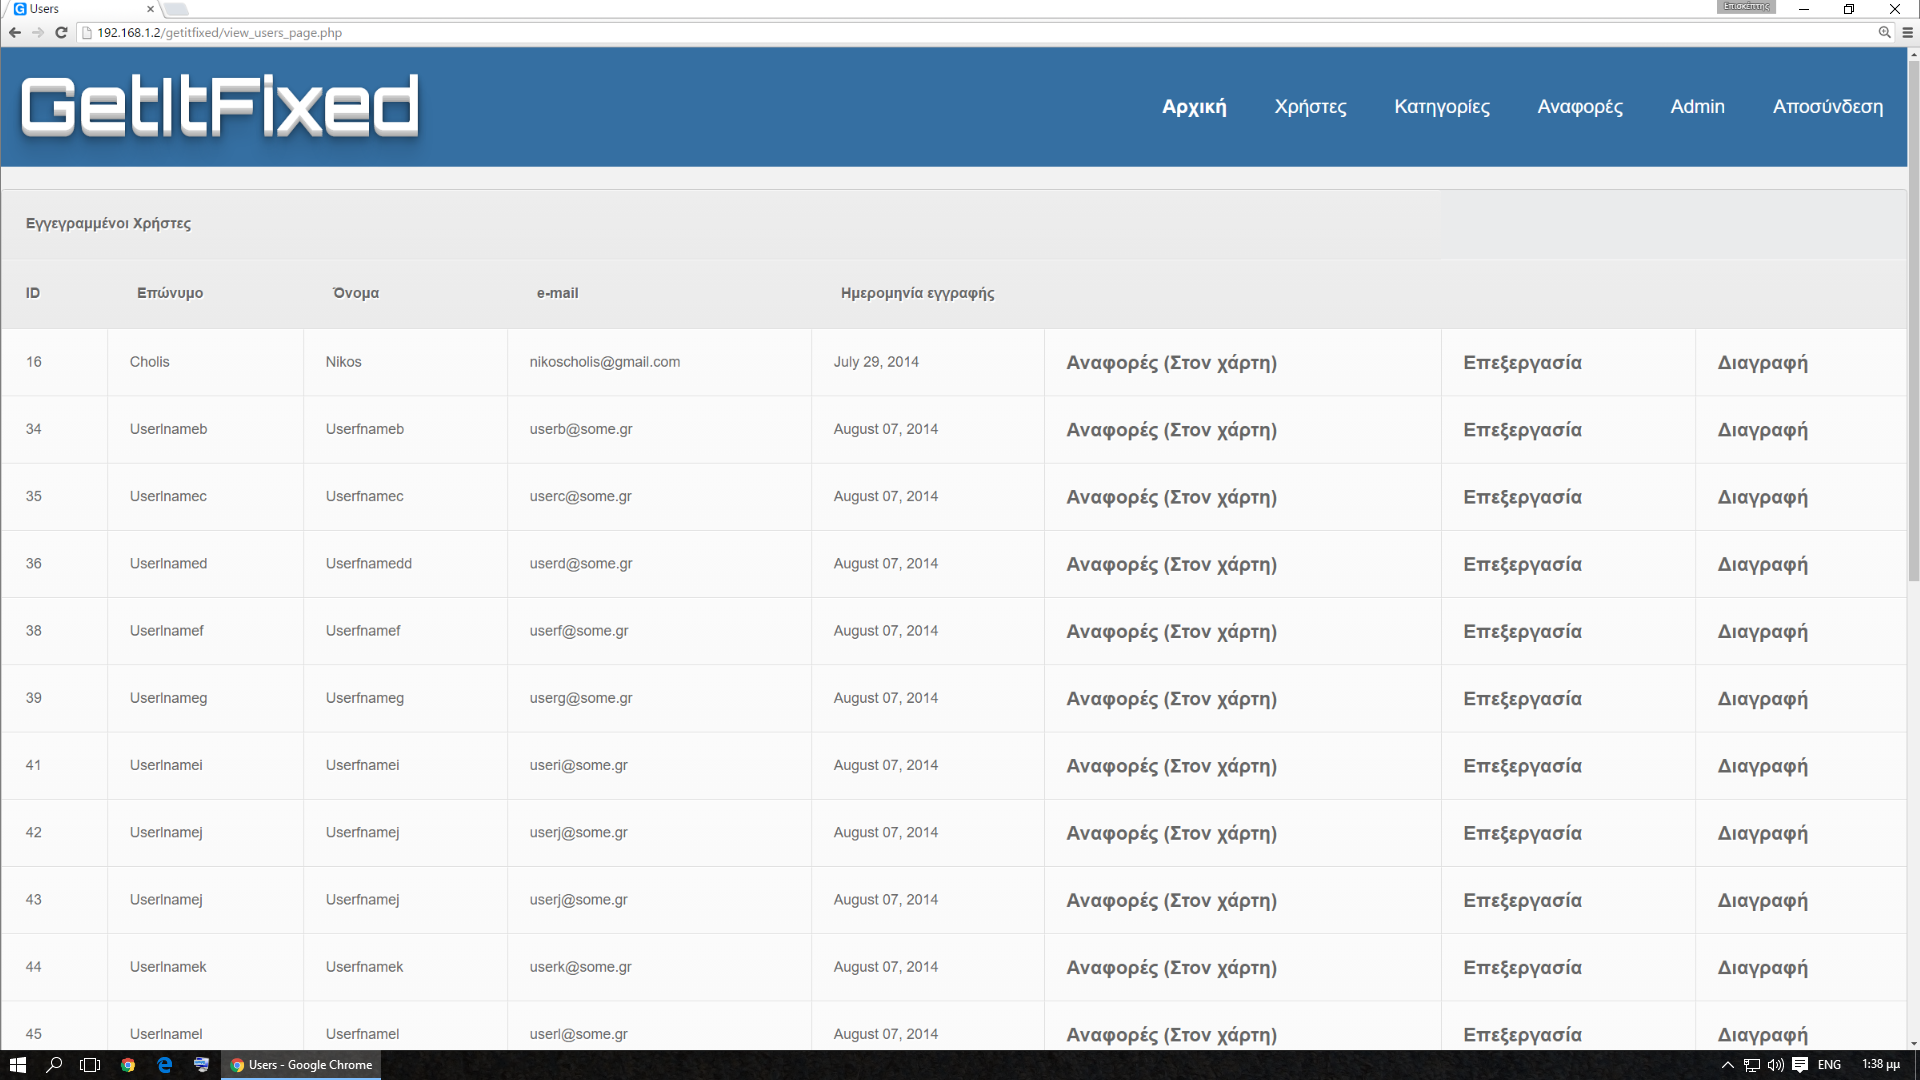 Users
Επισκέπτης
192.168.1.2/getitfixed/view_users_page.php
GetItFixed
Αρχική Χρήστες Κατηγορίες Αναφορές Admin Αποσύνδεση
Εγγεγραμμένοι Χρήστες
ID Επώνυμο Όνομα e-mail Ημερομηνία εγγραφής
16 Cholis Nikos nikoscholis@gmail.com July 29, 2014 Αναφορές (Στον χάρτη) Επεξεργασία Διαγραφή
34 Userlnameb Userfnameb userb@some.gr August 07, 2014 Αναφορές (Στον χάρτη) Επεξεργασία Διαγραφή
35 Userlnamec Userfnamec userc@some.gr August 07, 2014 Αναφορές (Στον χάρτη) Επεξεργασία Διαγραφή
36 Userlnamed Userfnamedd userd@some.gr August 07, 2014 Αναφορές (Στον χάρτη) Επεξεργασία Διαγραφή
38 Userlnamef Userfnamef userf@some.gr August 07, 2014 Αναφορές (Στον χάρτη) Επεξεργασία Διαγραφή
39 Userlnameg Userfnameg userg@some.gr August 07, 2014 Αναφορές (Στον χάρτη) Επεξεργασία Διαγραφή
41 Userlnamei Userfnamei useri@some.gr August 07, 2014 Αναφορές (Στον χάρτη) Επεξεργασία Διαγραφή
42 Userlnamej Userfnamej userj@some.gr August 07, 2014 Αναφορές (Στον χάρτη) Επεξεργασία Διαγραφή
43 Userlnamej Userfnamej userj@some.gr August 07, 2014 Αναφορές (Στον χάρτη) Επεξεργασία Διαγραφή
44 Userlnamek Userfnamek userk@some.gr August 07, 2014 Αναφορές (Στον χάρτη) Επεξεργασία Διαγραφή
45 Userlnamel Userfnamel userl@some.gr August 07, 2014 Αναφορές (Στον χάρτη) Επεξεργασία Διαγραφή
Users - Google Chrome ENG 1:38 μμ